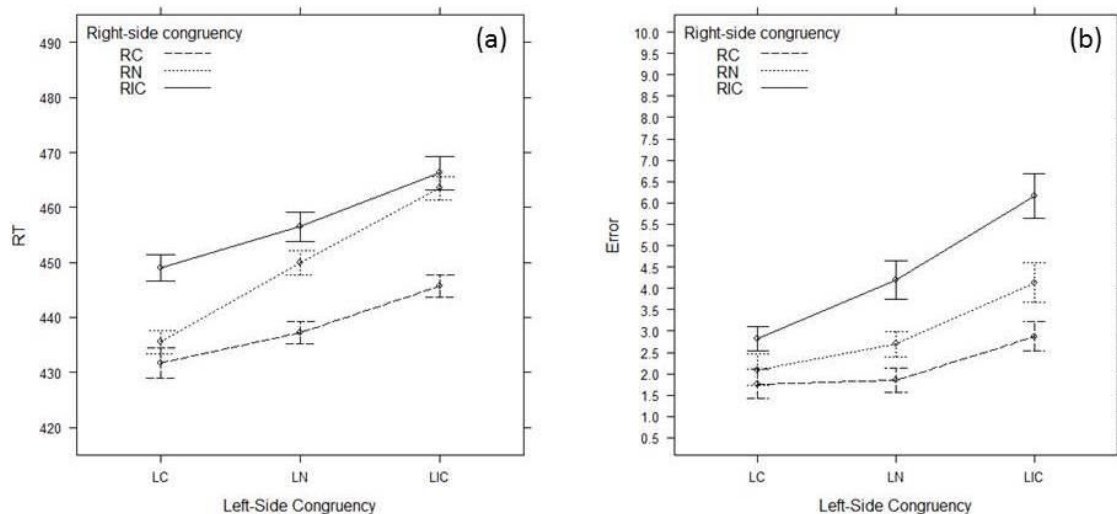 (a)
Right-side congruency
RC
RN
RIC
490
480
470
460
450
440
430
420
RT
LC LN LIC
Left-Side Congruency
(b)
Right-side congruency
RC
RN
RIC
10.0
9.5
9.0
8.5
8.0
7.5
7.0
6.5
6.0
5.5
5.0
4.5
4.0
3.5
3.0
2.5
2.0
1.5
1.0
0.5
Error
LC LN LIC
Left-Side Congruency